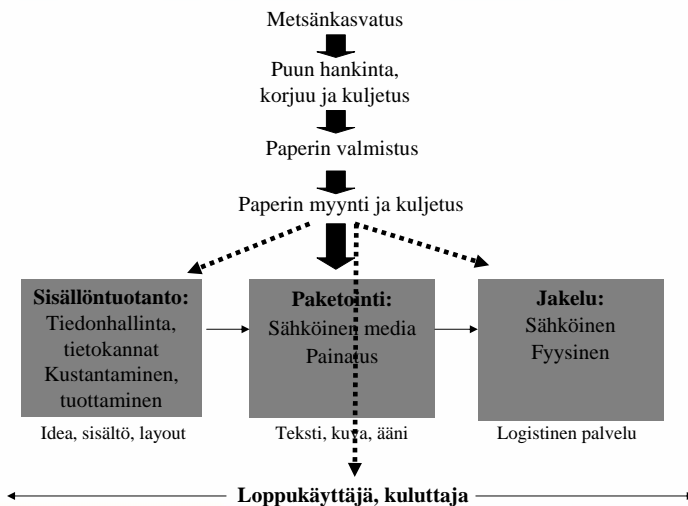 Metsänkasvatus
Puun hankinta,
korjuu ja kuljetus
Paperin valmistus
Paperin myynti ja kuljetus
Sisällöntuotanto:
Tiedonhallinta,
tietokannat
Kustantaminen,
tuottaminen
Idea, sisältö, layout
Paketointi:
Sähköinen media
Painatus
Teksti, kuva, ääni
Jakelu:
Sähköinen
Fyysinen
Logistinen palvelu
Loppukäyttäjä, kuluttaja